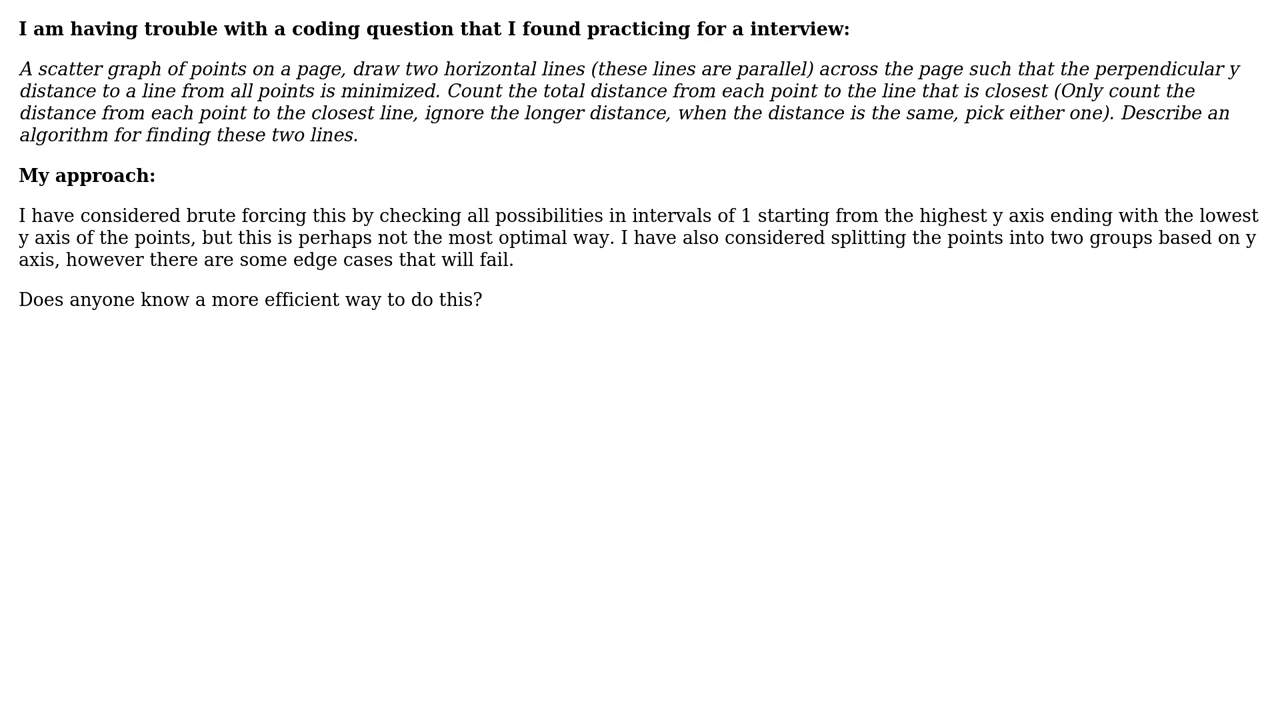 I am having trouble with a coding question that I found practicing for a interview:
A scatter graph of points on a page, draw two horizontal lines (these lines are parallel) across the page such that the perpendicular y
distance to a line from all points is minimized. Count the total distance from each point to the line that is closest (Only count the
distance from each point to the closest line, ignore the longer distance, when the distance is the same, pick either one). Describe an
algorithm for finding these two lines.
My approach:
I have considered brute forcing this by checking all possibilities in intervals of 1 starting from the highest y axis ending with the lowest
y axis of the points, but this is perhaps not the most optimal way. I have also considered splitting the points into two groups based on y
axis, however there are some edge cases that will fail.
Does anyone know a more efficient way to do this?